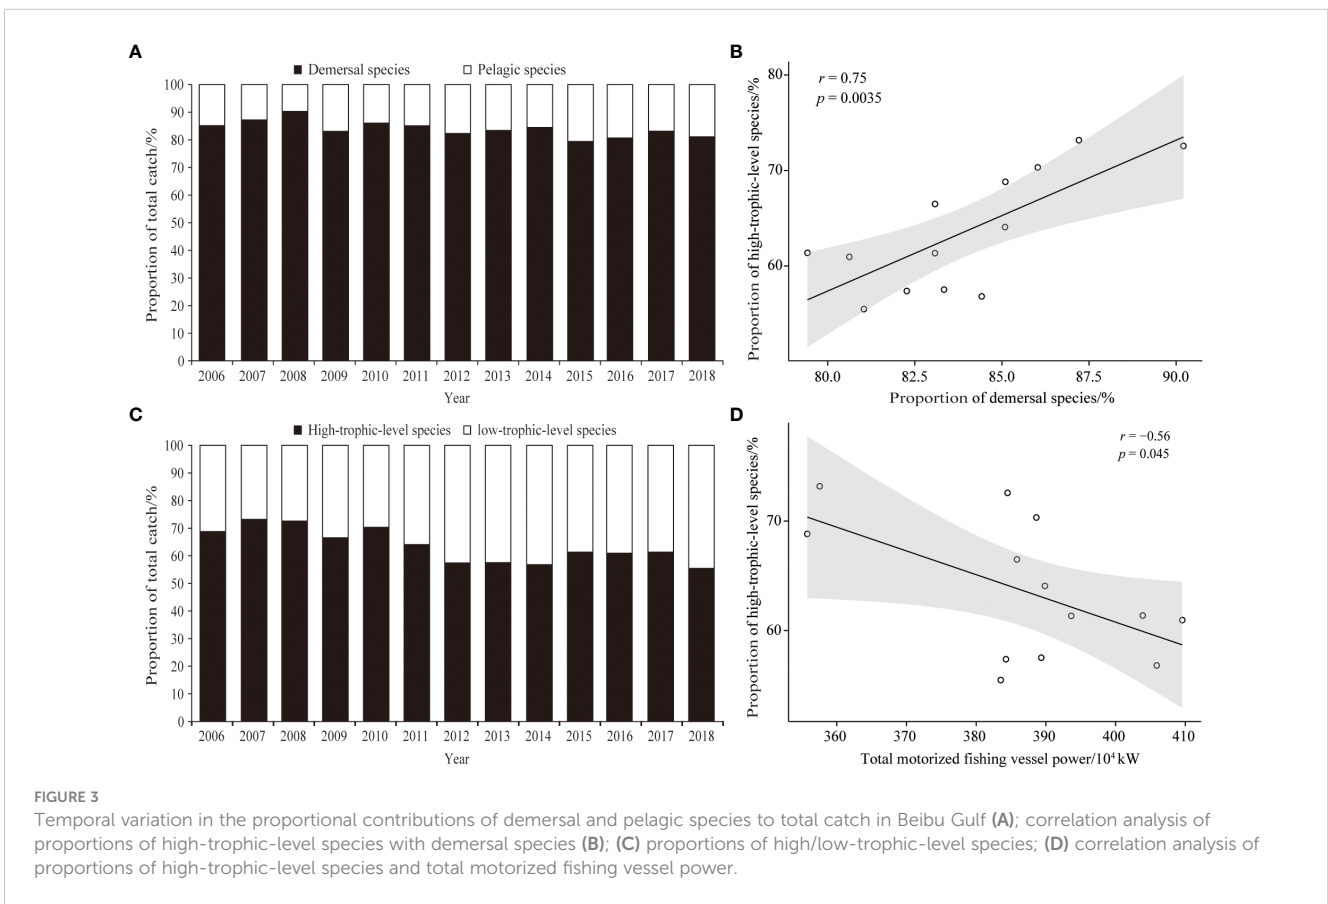 A
Demersal species Pelagic species
Proportion of total catch/%
100
90
80
70
60
50
40
30
20
10
0
2006 2007 2008 2009 2010 2011 2012 2013 2014 2015 2016 2017 2018
Year
B
r = 0.75
p = 0.0035
Proportion of high-trophic-level species/%
80
70
60
80.0 82.5 85.0 87.5 90.0
Proportion of demersal species/%
C
High-trophic-level species low-trophic-level species
Proportion of total catch/%
100
90
80
70
60
50
40
30
20
10
0
2006 2007 2008 2009 2010 2011 2012 2013 2014 2015 2016 2017 2018
Year
D
r = −0.56
p = 0.045
Proportion of high-trophic-level species/%
70
60
360 370 380 390 400 410
Total motorized fishing vessel power/10⁴ kW
FIGURE 3
Temporal variation in the proportional contributions of demersal and pelagic species to total catch in Beibu Gulf (A); correlation analysis of
proportions of high-trophic-level species with demersal species (B); (C) proportions of high/low-trophic-level species; (D) correlation analysis of
proportions of high-trophic-level species and total motorized fishing vessel power.